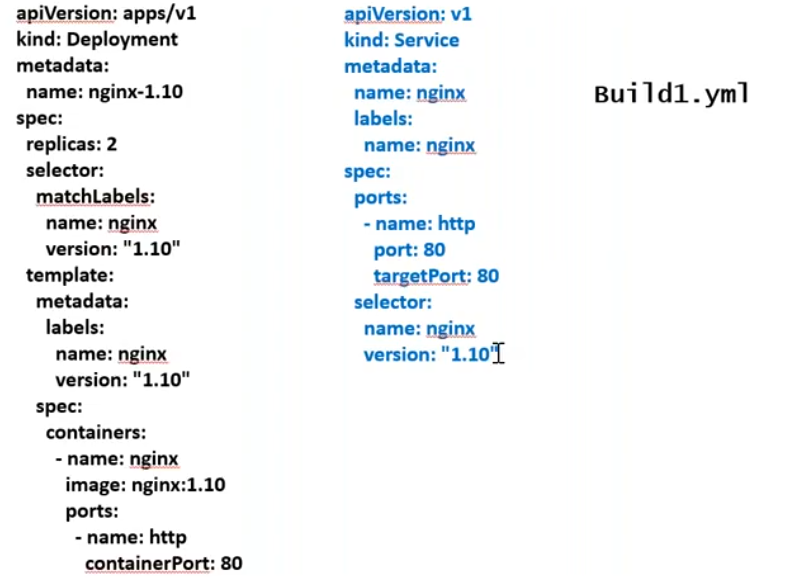 apiVersion: apps/v1
kind: Deployment
metadata:
  name: nginx-1.10
spec:
  replicas: 2
  selector:
    matchLabels:
      name: nginx
      version: "1.10"
  template:
    metadata:
      labels:
        name: nginx
        version: "1.10"
    spec:
      containers:
        - name: nginx
          image: nginx:1.10
          ports:
            - name: http
              containerPort: 80
apiVersion: v1
kind: Service
metadata:
  name: nginx
  labels:
    name: nginx
spec:
  ports:
    - name: http
      port: 80
      targetPort: 80
  selector:
    name: nginx
    version: "1.10"
Build1.yml